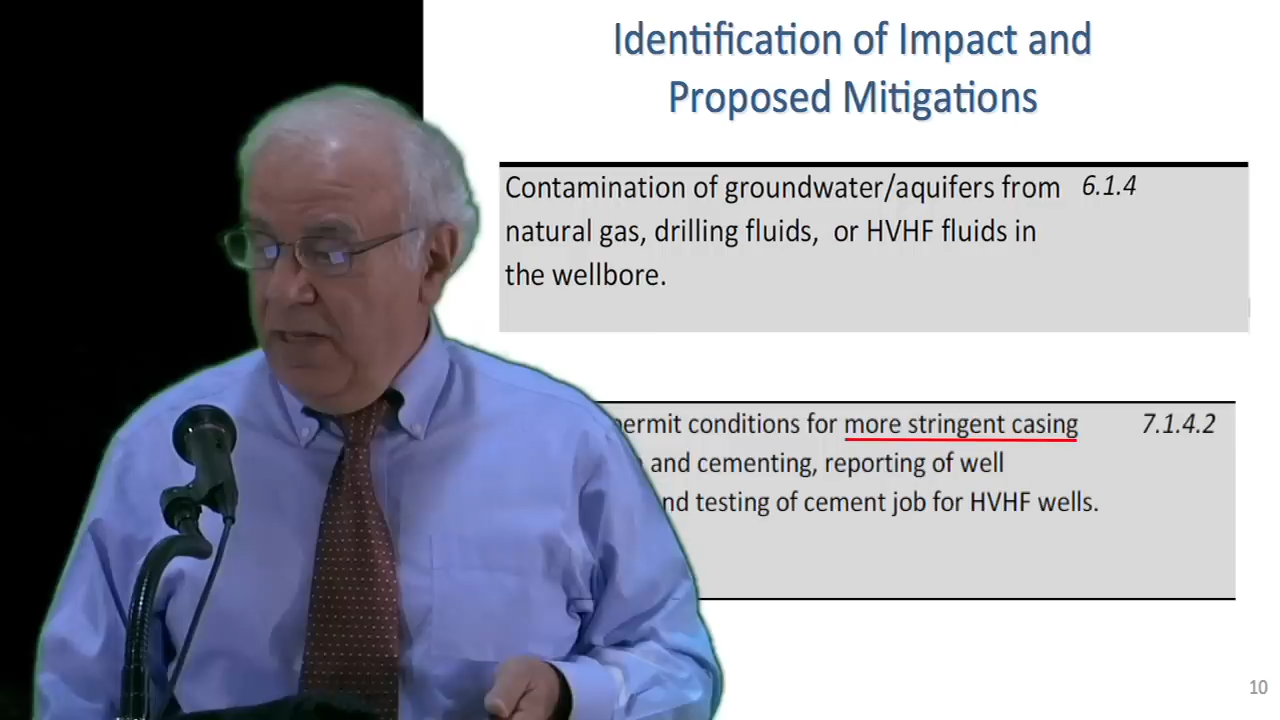 Identification of Impact and
Proposed Mitigations
Contamination of groundwater/aquifers from 6.1.4
natural gas, drilling fluids, or HVHF fluids in
the wellbore.
conditions for more stringent casing 7.1.4.2
and cementing, reporting of well
testing of cement job for HVHF wells.
10